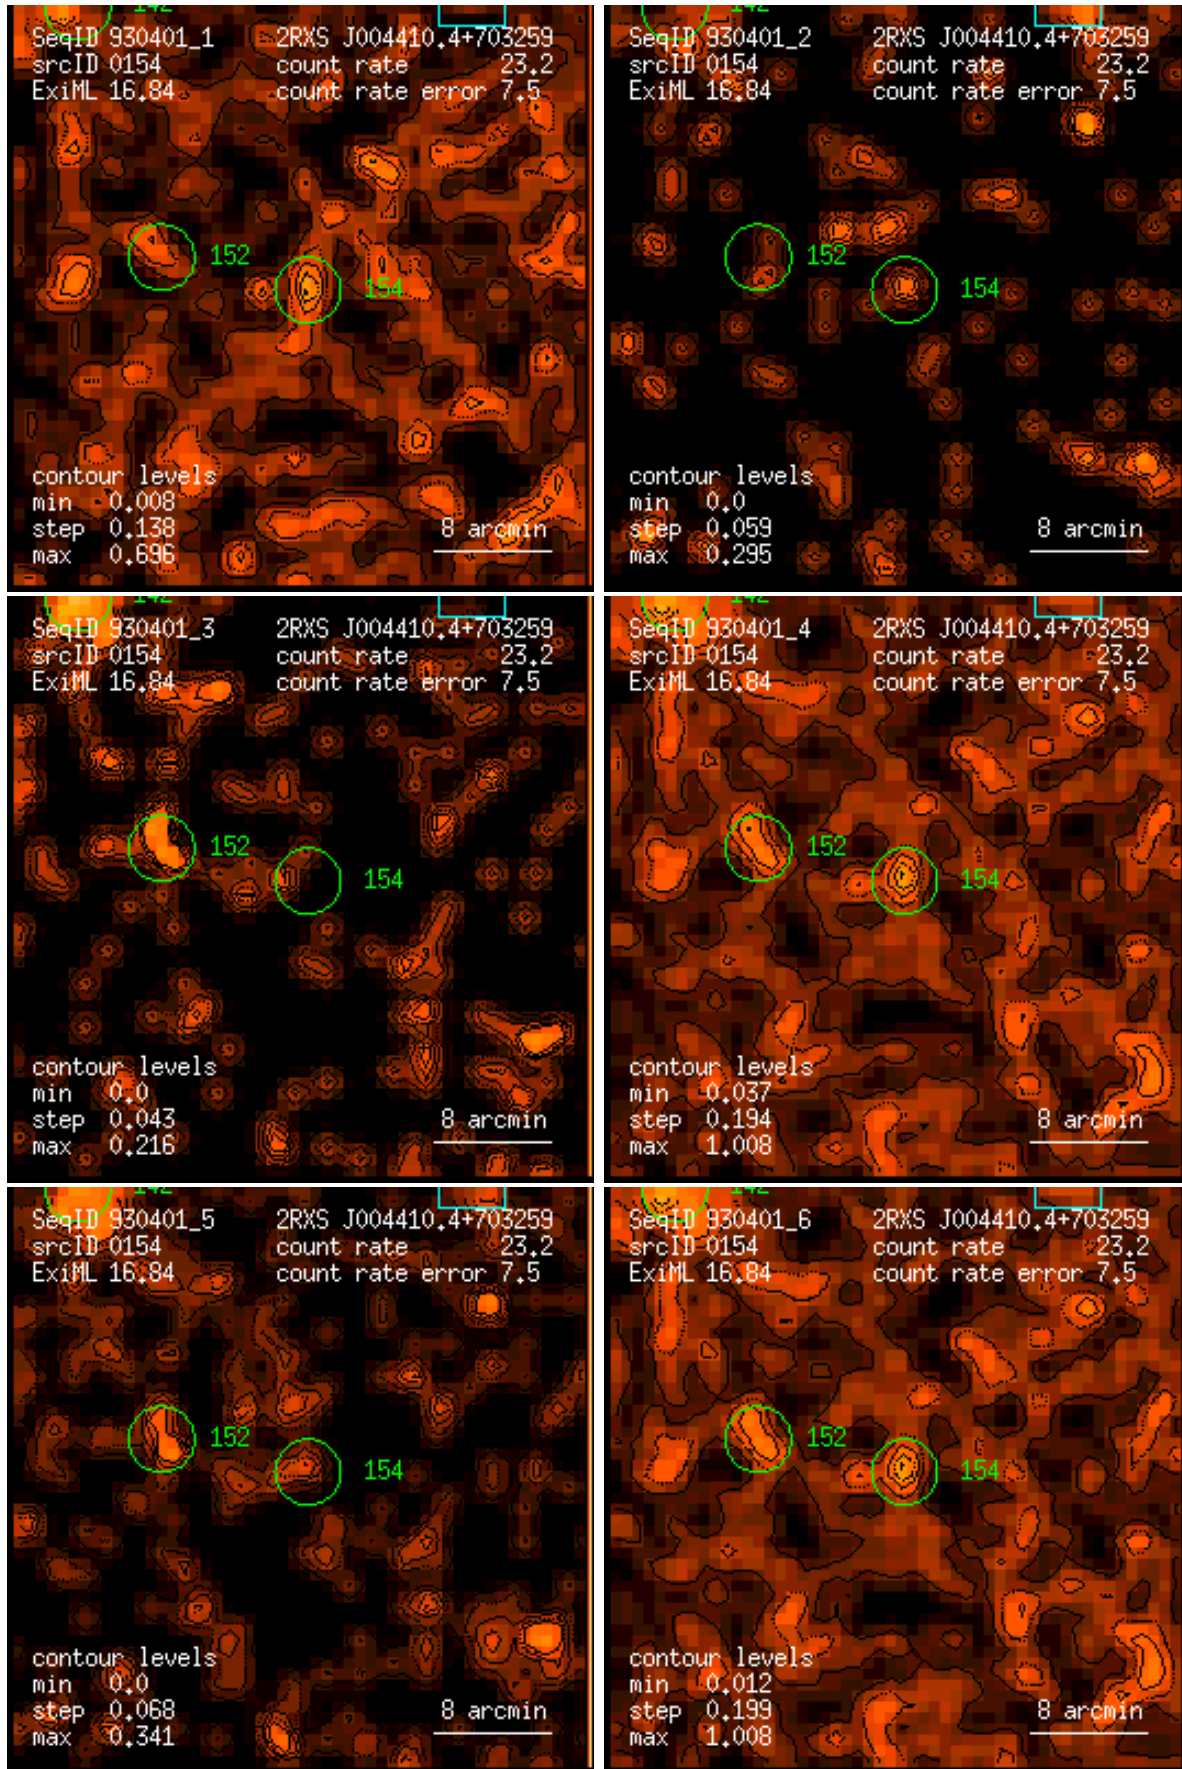 142
SeqID 930401_1 2RXS J004410.4+703259
srcID 0154 count rate 23.2
ExiML 16.84 count rate error 7.5
152
154
contour levels
min 0.008
step 0.138 8 arcmin
max 0.696
142
SeqID 930401_2 2RXS J004410.4+703259
srcID 0154 count rate 23.2
ExiML 16.84 count rate error 7.5
152
154
contour levels
min 0.0
step 0.059 8 arcmin
max 0.295
142
SeqID 930401_3 2RXS J004410.4+703259
srcID 0154 count rate 23.2
ExiML 16.84 count rate error 7.5
152
154
contour levels
min 0.0
step 0.043 8 arcmin
max 0.216
142
SeqID 930401_4 2RXS J004410.4+703259
srcID 0154 count rate 23.2
ExiML 16.84 count rate error 7.5
152
154
contour levels
min 0.037
step 0.194 8 arcmin
max 1.008
142
SeqID 930401_5 2RXS J004410.4+703259
srcID 0154 count rate 23.2
ExiML 16.84 count rate error 7.5
152
154
contour levels
min 0.0
step 0.068 8 arcmin
max 0.341
142
SeqID 930401_6 2RXS J004410.4+703259
srcID 0154 count rate 23.2
ExiML 16.84 count rate error 7.5
152
154
contour levels
min 0.012
step 0.199 8 arcmin
max 1.008